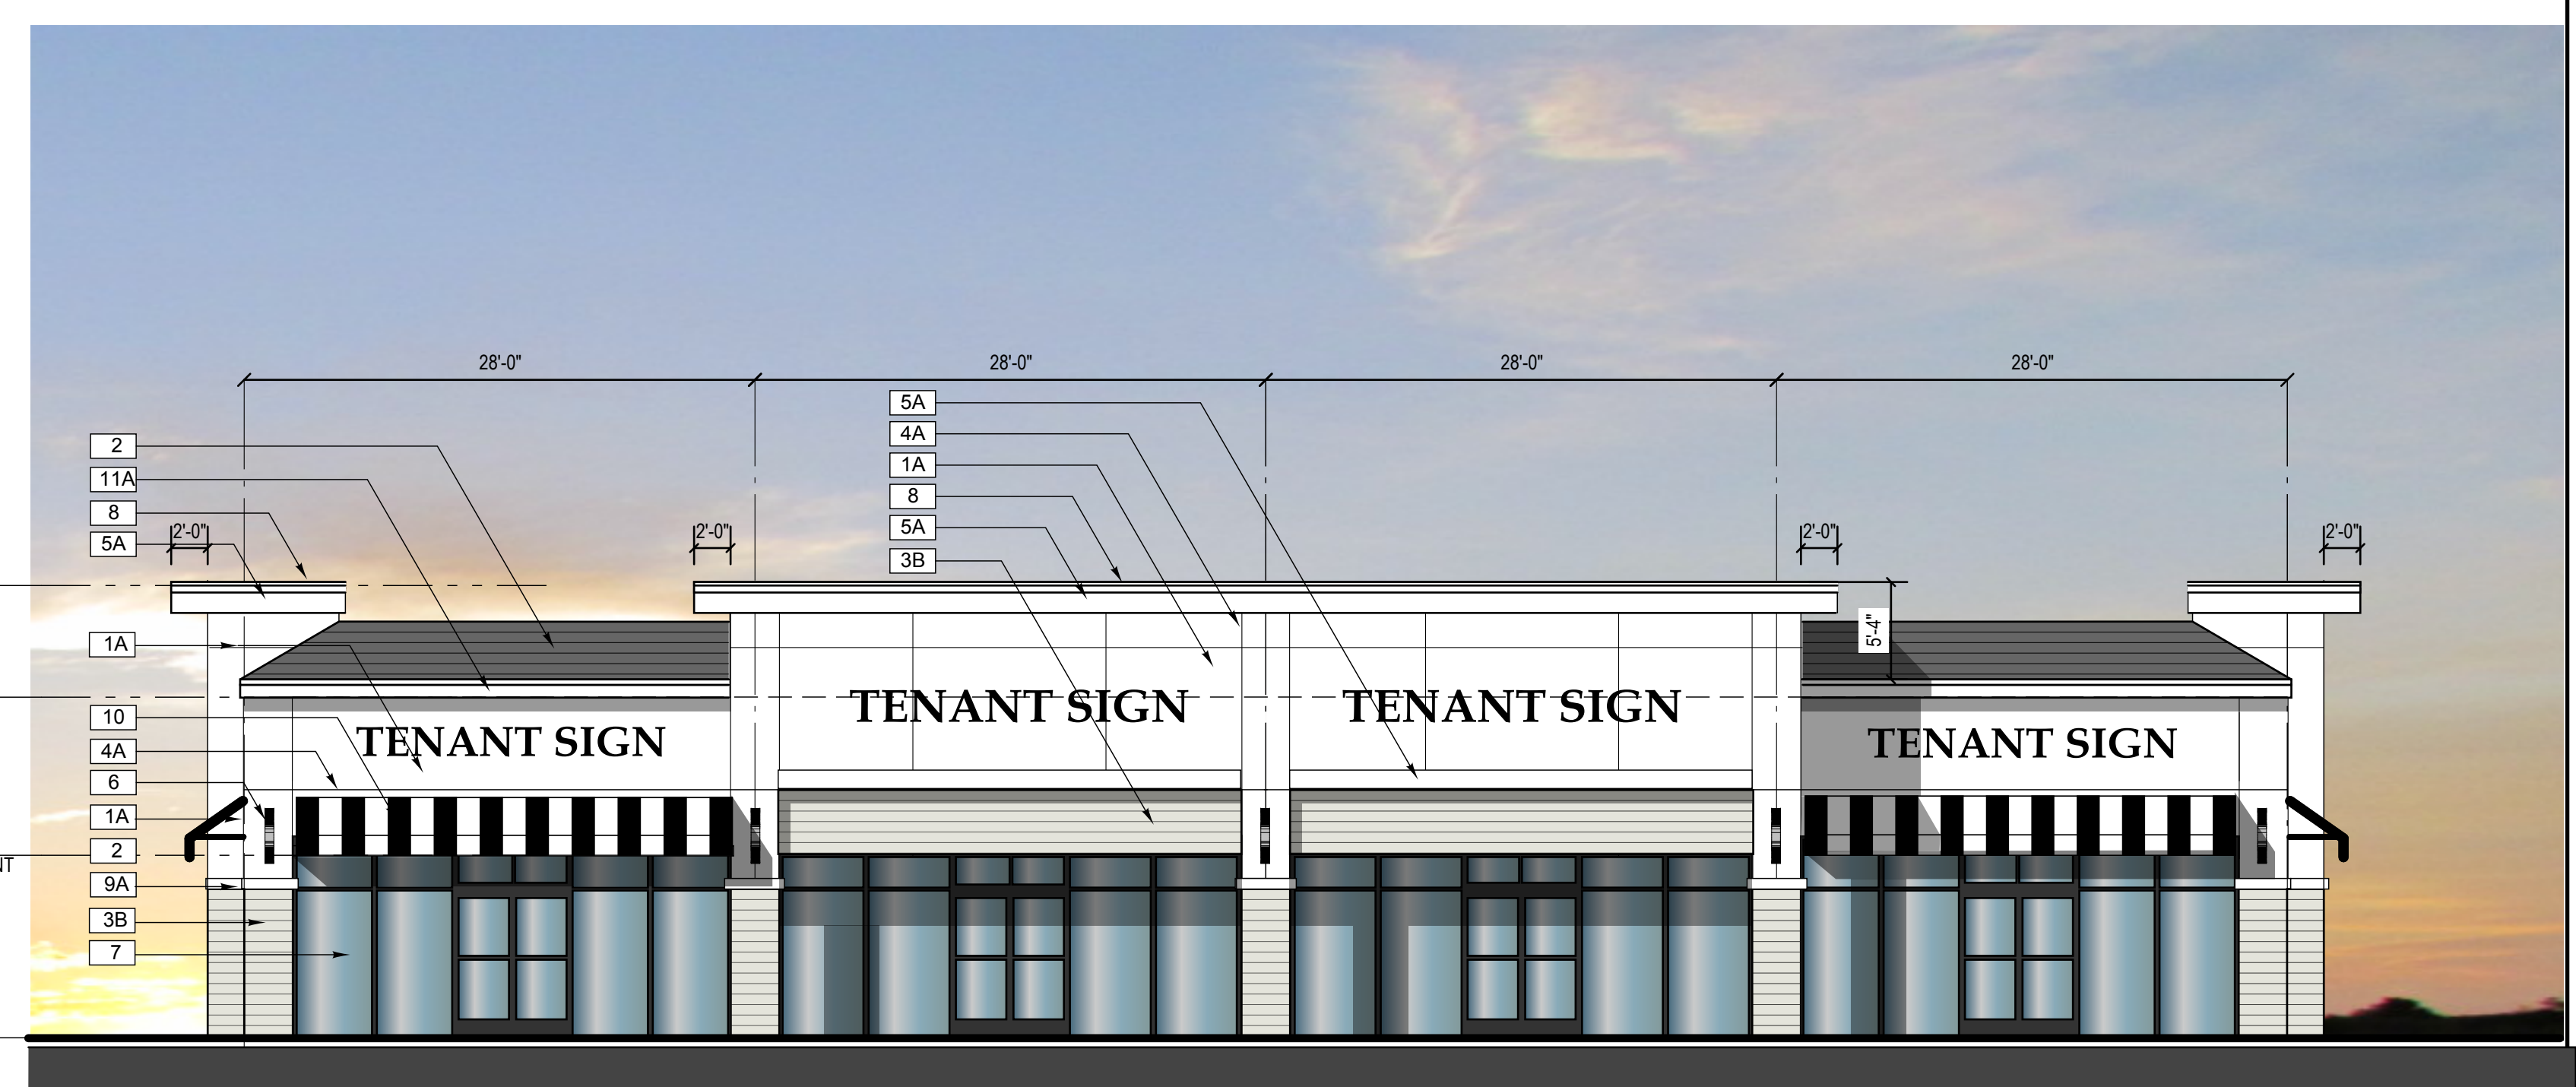 28'-0" 28'-0" 28'-0" 28'-0"
5A
4A
2
1A
11A
8
8
5A
2'-0" 2'-0" 2'-0" 2'-0"
5A
3B
5'-4"
1A
TENANT SIGN TENANT SIGN
10
TENANT SIGN TENANT SIGN
4A
6
1A
2
NT
9A
3B
7